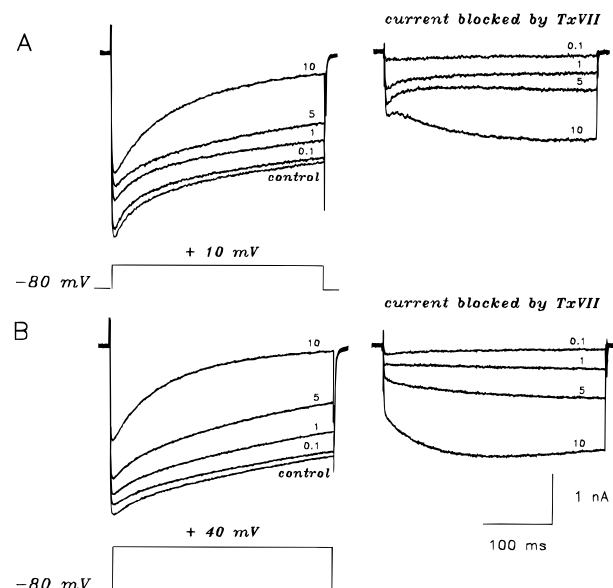 A
10
5
1
0.1
control
+ 10 mV
-80 mV
current blocked by TxVII
0.1
1
5
10
B
10
5
1
0.1
control
+ 40 mV
-80 mV
current blocked by TxVII
0.1
1
5
10
1 nA
100 ms